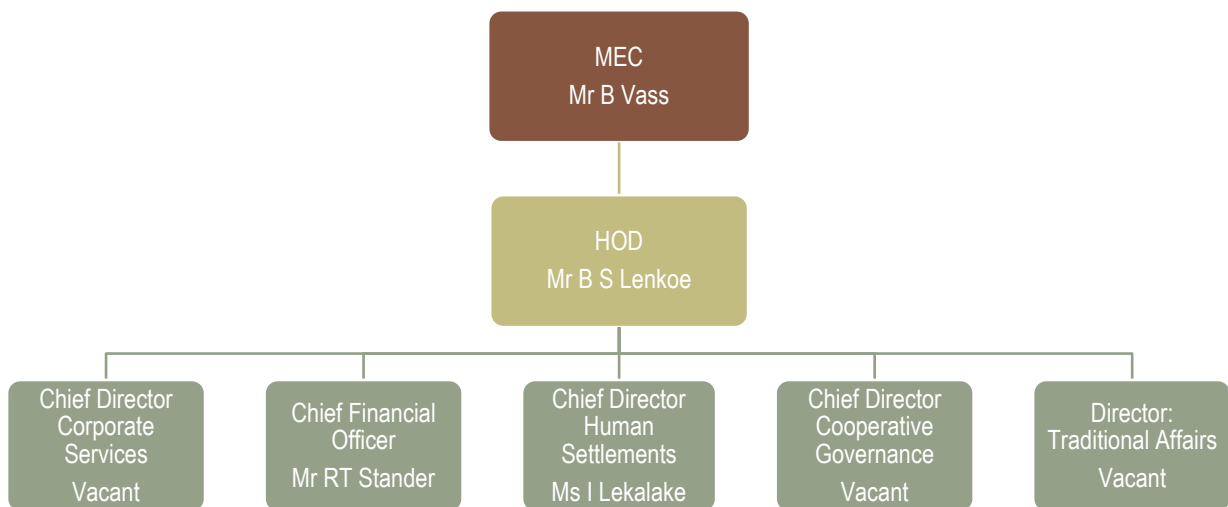 MEC
Mr B Vass
HOD
Mr B S Lenkoe
Chief Director
Corporate
Services
Vacant
Chief Financial
Officer
Mr RT Stander
Chief Director
Human
Settlements
Ms I Lekalake
Chief Director
Cooperative
Governance
Vacant
Director:
Traditional Affairs
Vacant